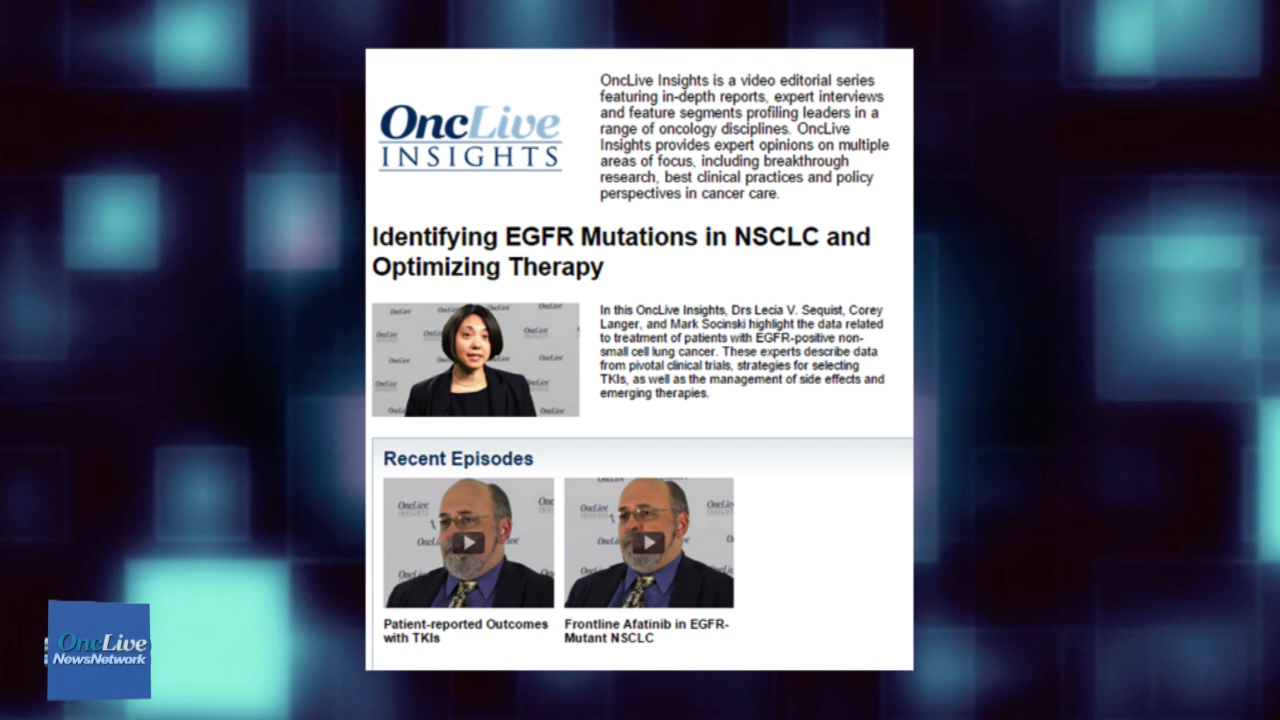 OncLive
INSIGHTS
OncLive Insights is a video editorial series
featuring in-depth reports, expert interviews
and feature segments profiling leaders in a
range of oncology disciplines. OncLive
Insights provides expert opinions on multiple
areas of focus, including breakthrough
research, best clinical practices and policy
perspectives in cancer care.
Identifying EGFR Mutations in NSCLC and
Optimizing Therapy
In this OncLive Insights, Drs Lecia V. Sequist, Corey
Langer, and Mark Socinski highlight the data related
to treatment of patients with EGFR-positive non-
small cell lung cancer. These experts describe data
from pivotal clinical trials, strategies for selecting
TKIs, as well as the management of side effects and
emerging therapies.
Recent Episodes
Patient-reported Outcomes
with TKIs
Frontline Afatinib in EGFR-
Mutant NSCLC
OncLive
NewsNetwork